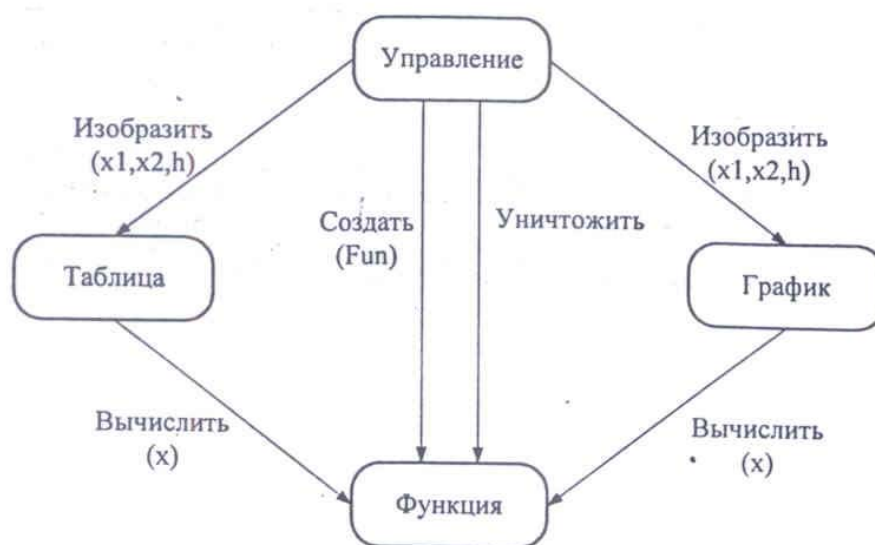 Управление
Изобразить
(x1,x2,h)
Изобразить
(x1,x2,h)
Создать
(Fun)
Уничтожить
Таблица
График
Вычислить
(x)
Вычислить
(x)
Функция